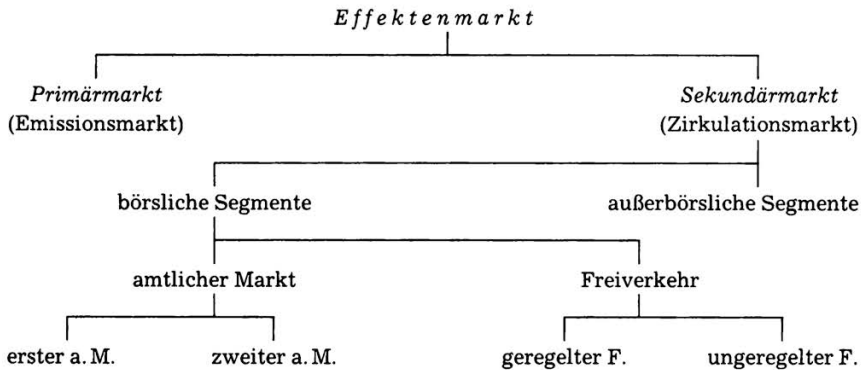 Effektenmarkt
Primärmarkt Sekundärmarkt
(Emissionsmarkt) (Zirkulationsmarkt)
börsliche Segmente außerbörsliche Segmente
amtlicher Markt Freiverkehr
erster a. M. zweiter a. M. geregelter F. ungeregelter F.